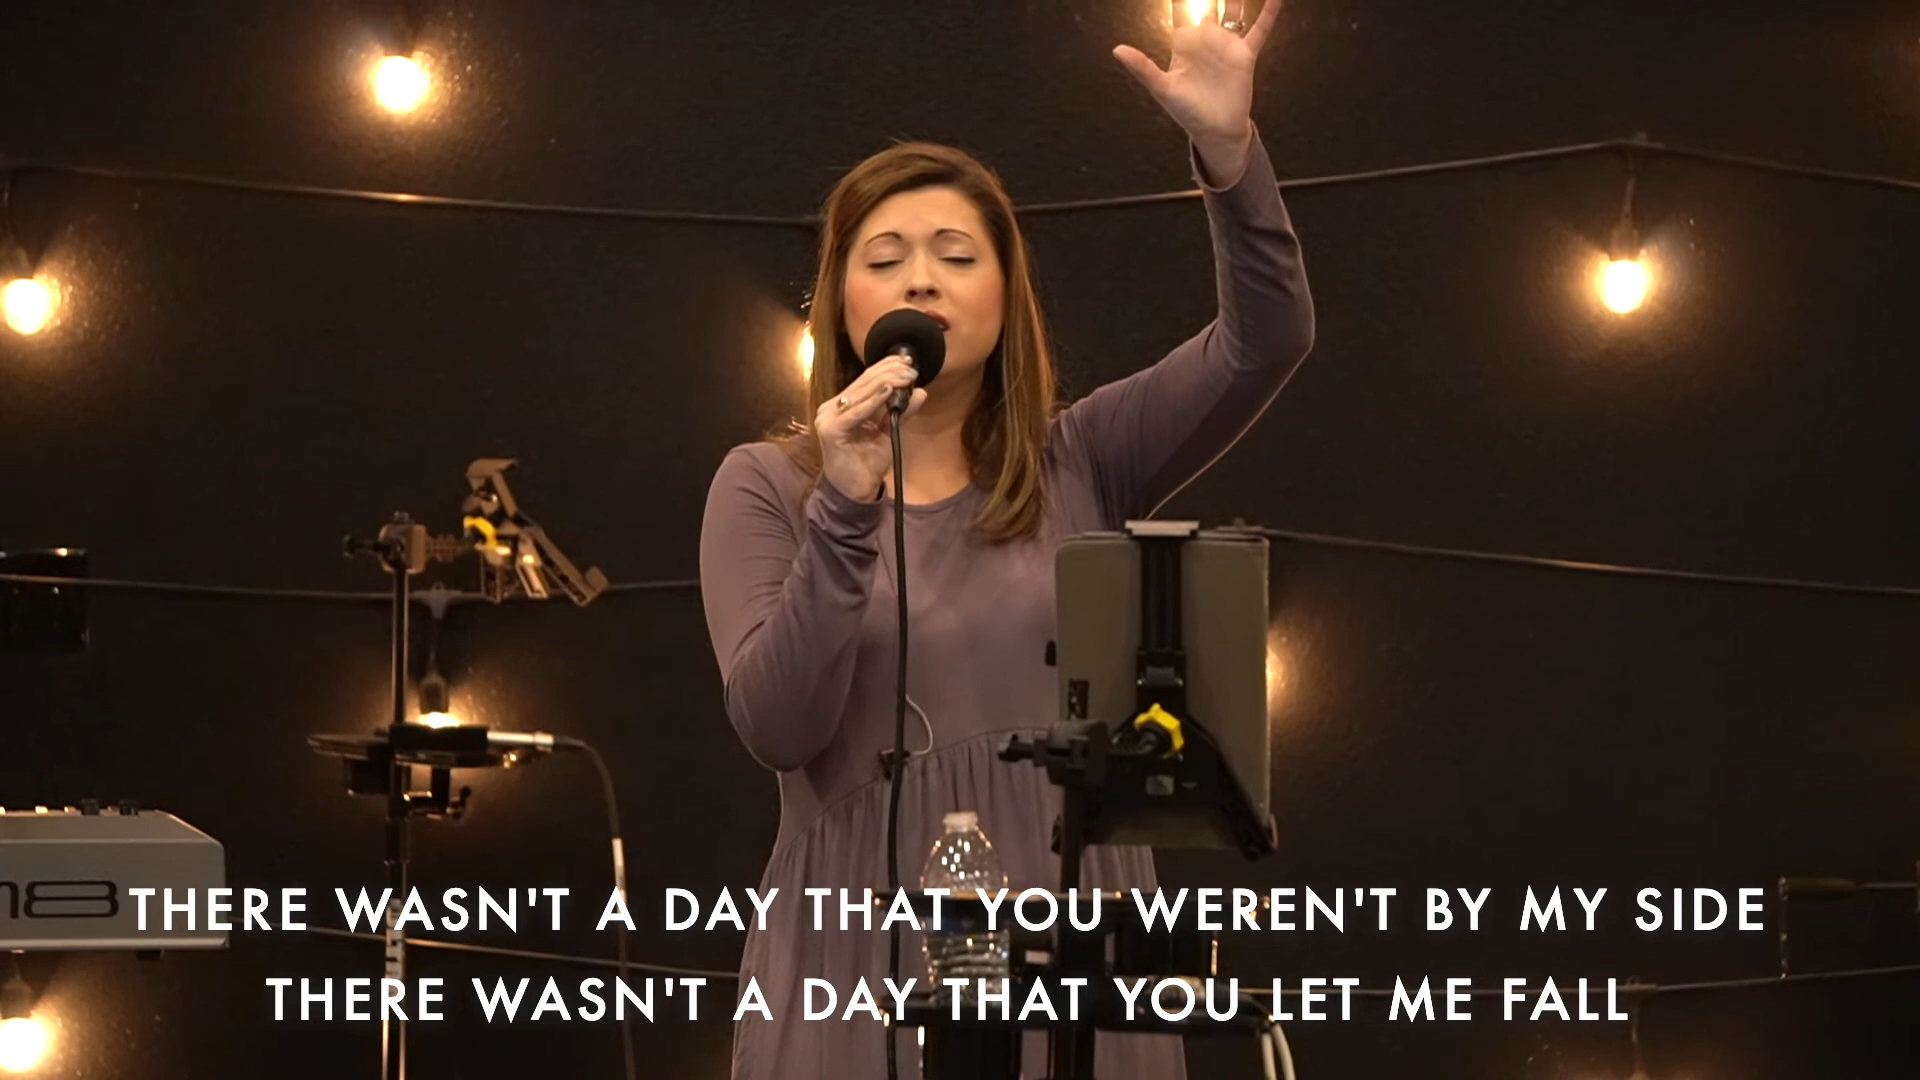 THERE WASN'T A DAY THAT YOU WEREN'T BY MY SIDE
THERE WASN'T A DAY THAT YOU LET ME FALL